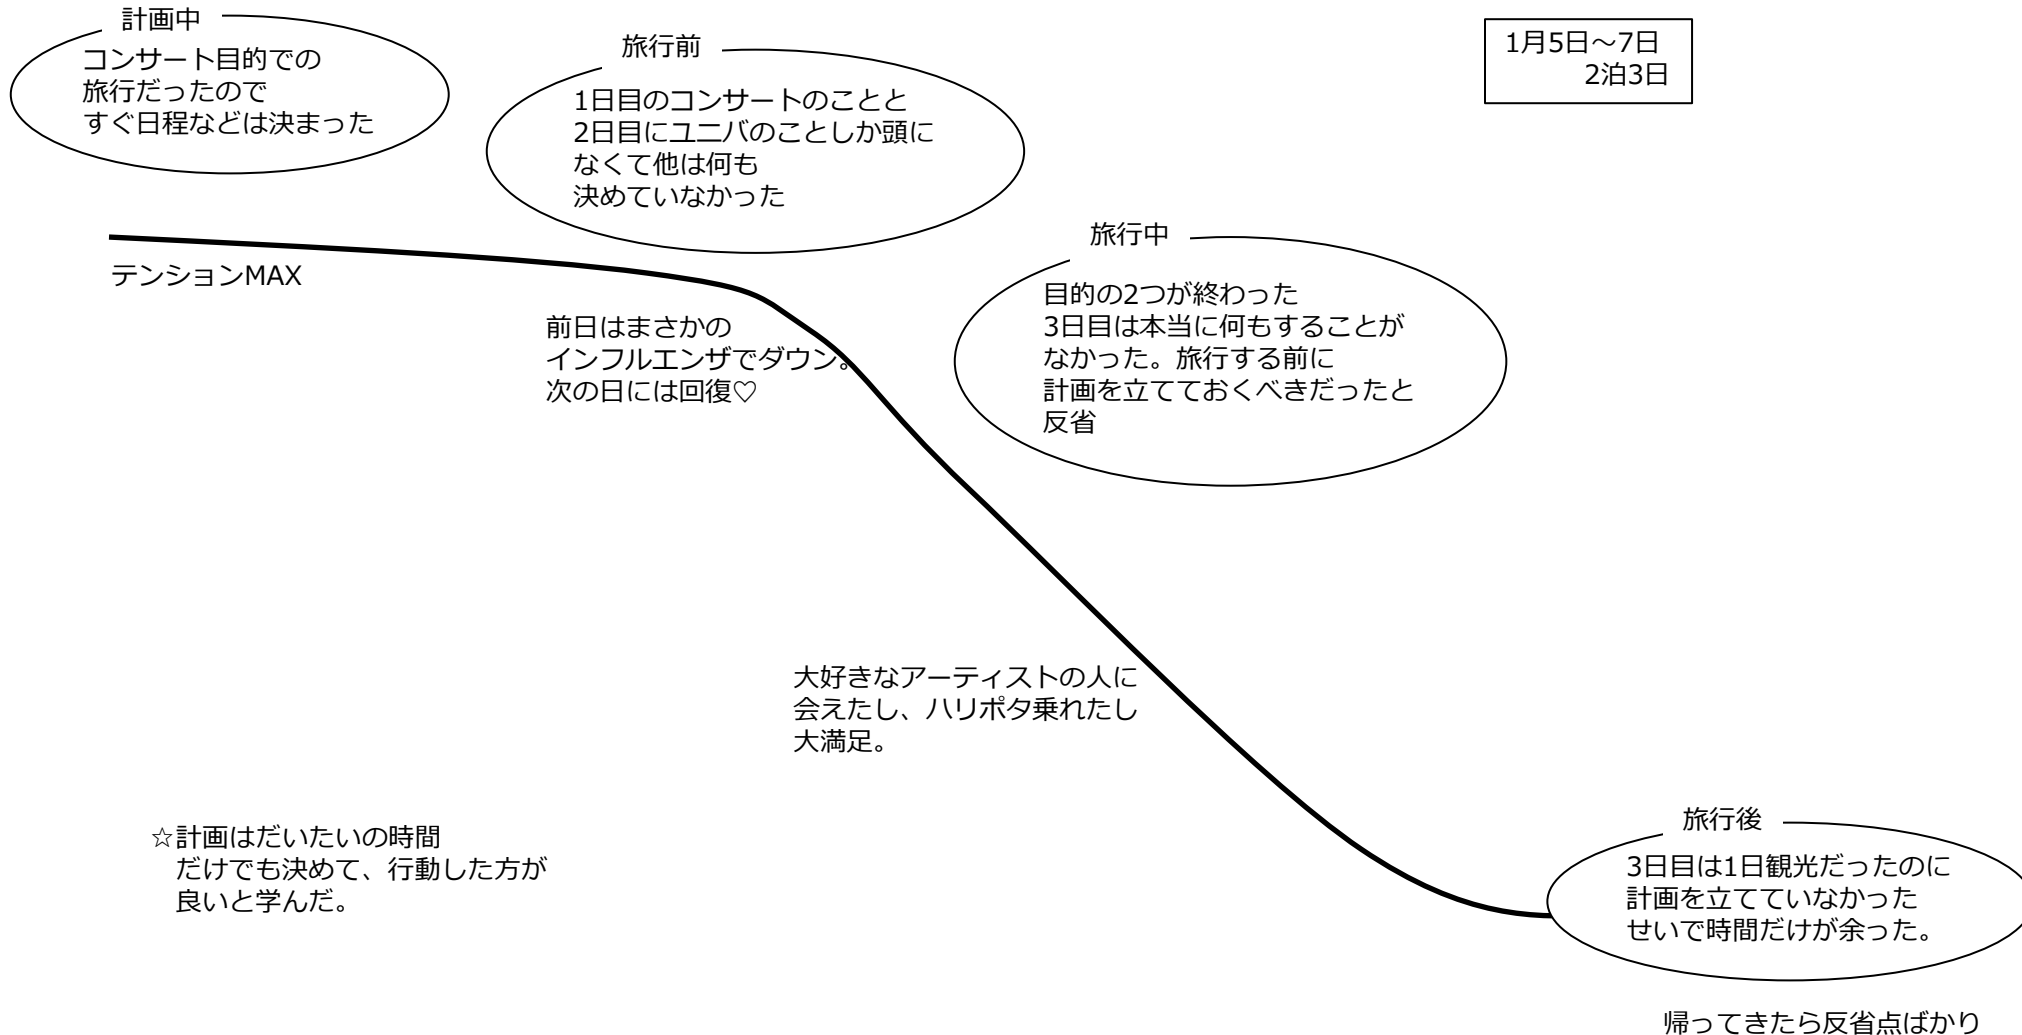 計画中
コンサート目的での
旅行だったので
すぐ日程などは決まった
旅行前
1日目のコンサートのことと
2日目にユニバのことしか頭に
なくて他は何も
決めていなかった
1月5日～7日
2泊3日
テンションMAX
前日はまさかの
インフルエンザでダウン。
次の日には回復♡
旅行中
目的の2つが終わった
3日目は本当に何もすることが
なかった。旅行する前に
計画を立てておくべきだったと
反省
大好きなアーティストの人に
会えたし、ハリポタ乗れたし
大満足。
☆計画はだいたいの時間
だけでも決めて、行動した方が
良いと学んだ。
旅行後
3日目は1日観光だったのに
計画を立てていなかった
せいで時間だけが余った。
帰ってきたら反省点ばかり